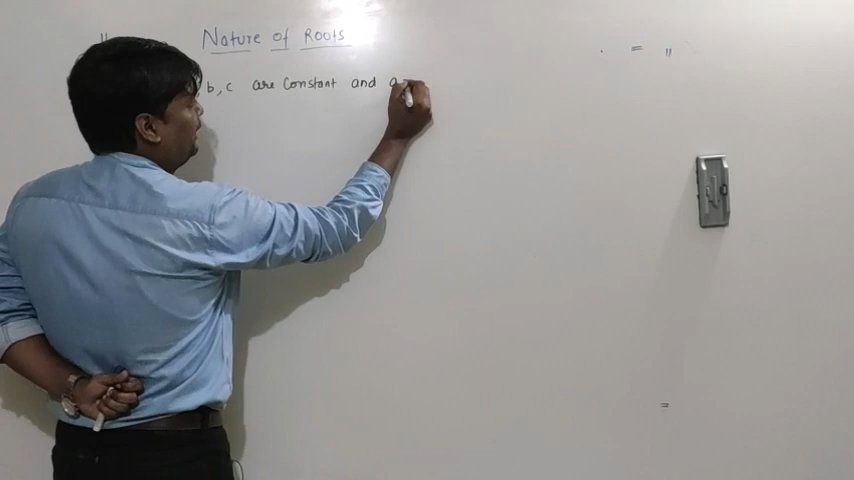 Nature of Roots
b, c are Constant and a
=
=